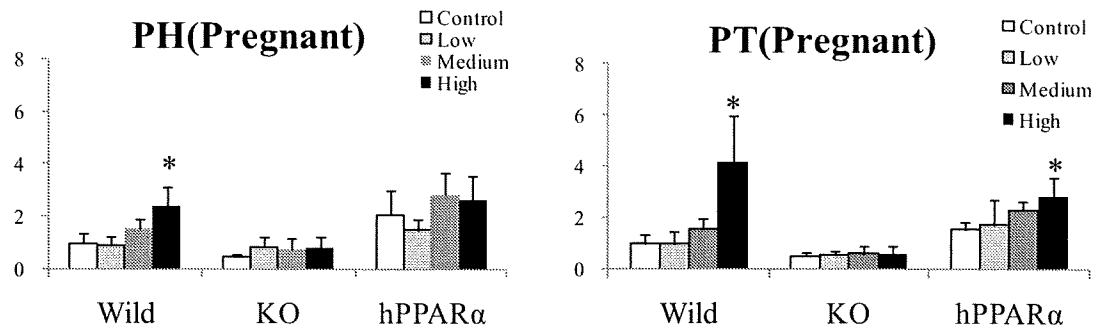 PH(Pregnant)
Control
Low
Medium
High
8
6
4
2
0
*
Wild
KO
hPPARα
PT(Pregnant)
Control
Low
Medium
High
8
6
4
2
0
*
*
Wild
KO
hPPARα